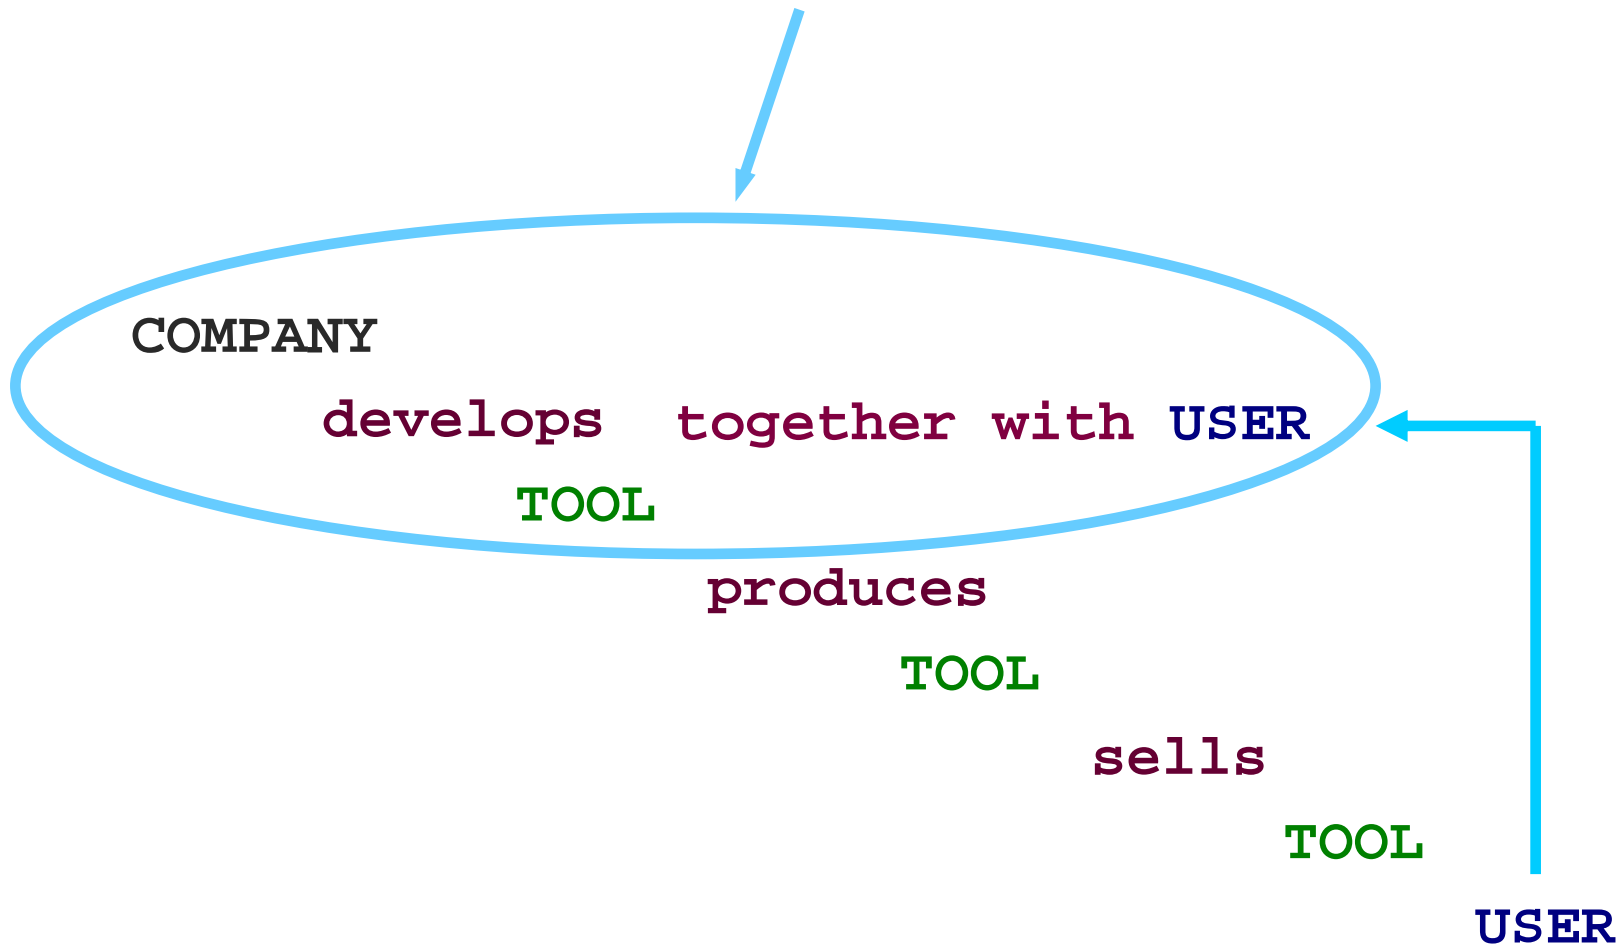 COMPANY
develops together with USER
TOOL
produces
TOOL
sells
TOOL
USER